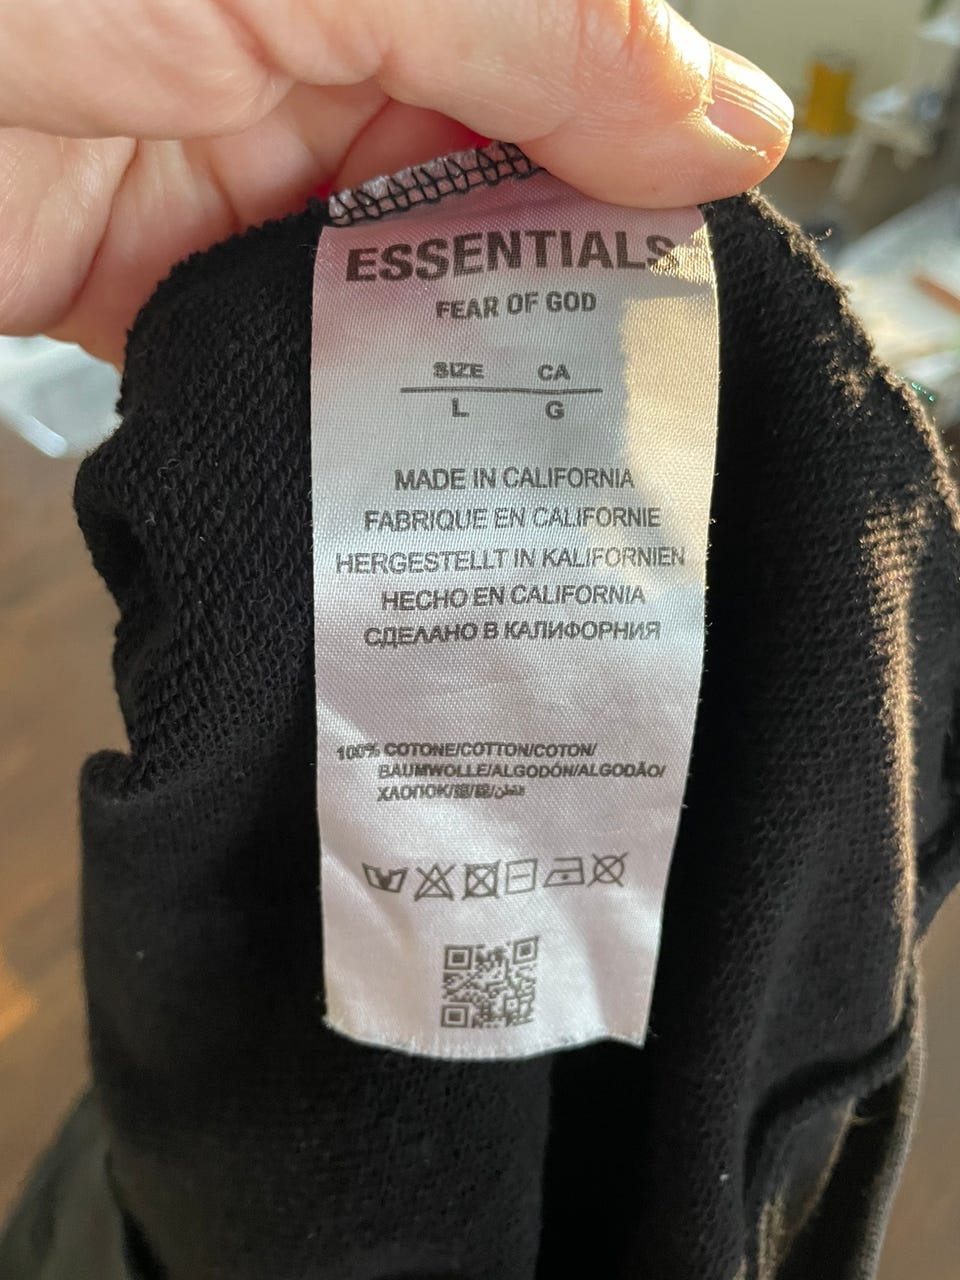 ESSENTIALS
FEAR OF GOD
SIZE CA
L G
MADE IN CALIFORNIA
FABRIQUE EN CALIFORNIE
HERGESTELLT IN KALIFORNIEN
HECHO EN CALIFORNIA
СДЕЛАНО В КАЛИФОРНИЯ
100% COTONE/COTTON/COTON/
BAUMWOLLE/ALGODÓN/ALGODÃO/
ХЛОПОК/